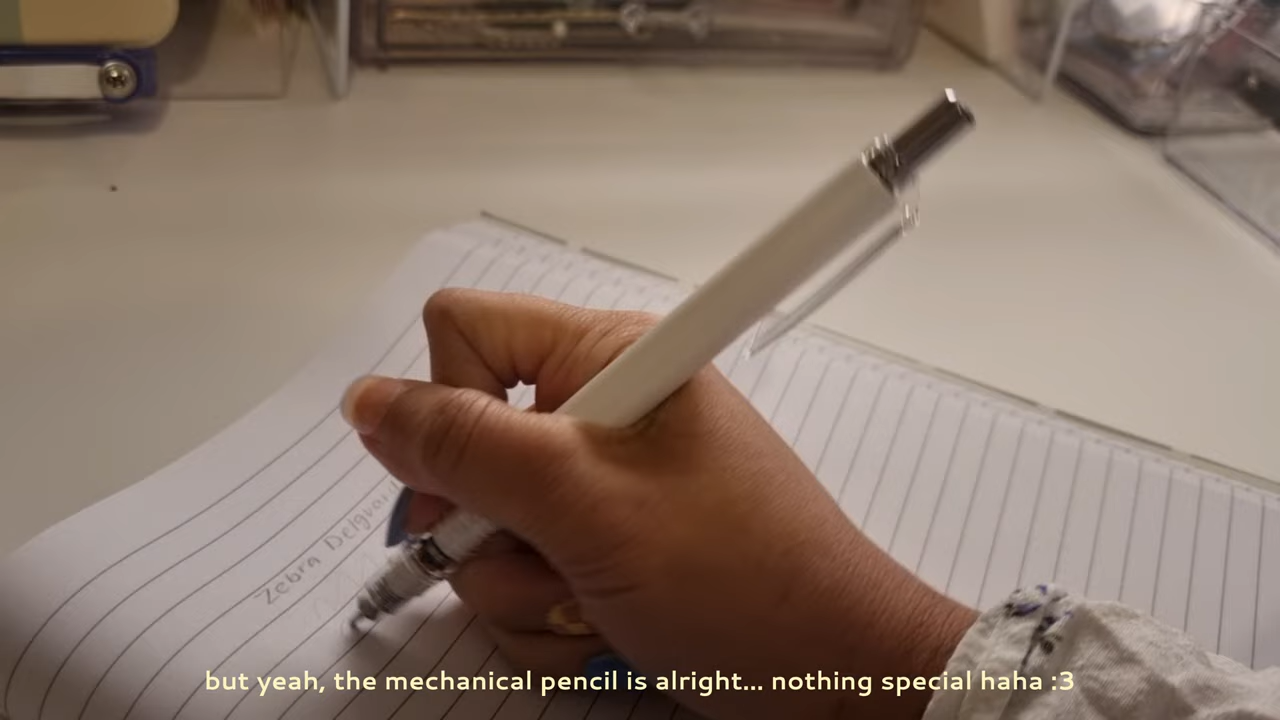 Zebra Delguard
but yeah, the mechanical pencil is alright... nothing special haha :3